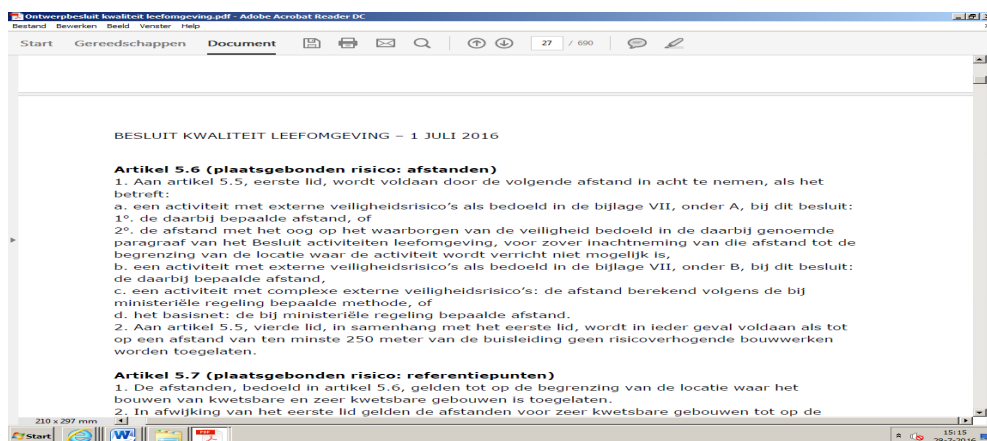 Ontwerpbesluit kwaliteit leefomgeving.pdf - Adobe Acrobat Reader DC
Bestand Bewerken Beeld Venster Help
Start Gereedschappen Document 27 / 690
BESLUIT KWALITEIT LEEFOMGEVING – 1 JULI 2016
Artikel 5.6 (plaatsgebonden risico: afstanden)
1. Aan artikel 5.5, eerste lid, wordt voldaan door de volgende afstand in acht te nemen, als het
betreft:
a. een activiteit met externe veiligheidsrisico's als bedoeld in de bijlage VII, onder A, bij dit besluit:
1º. de daarbij bepaalde afstand, of
2º. de afstand met het oog op het waarborgen van de veiligheid bedoeld in de daarbij genoemde
paragraaf van het Besluit activiteiten leefomgeving, voor zover inachtneming van die afstand tot de
begrenzing van de locatie waar de activiteit wordt verricht niet mogelijk is,
b. een activiteit met externe veiligheidsrisico's als bedoeld in de bijlage VII, onder B, bij dit besluit:
de daarbij bepaalde afstand,
c. een activiteit met complexe externe veiligheidsrisico's: de afstand berekend volgens de bij
ministeriële regeling bepaalde methode, of
d. het basisnet: de bij ministeriële regeling bepaalde afstand.
2. Aan artikel 5.5, vierde lid, in samenhang met het eerste lid, wordt in ieder geval voldaan als tot
op een afstand van ten minste 250 meter van de buisleiding geen risicoverhogende bouwwerken
worden toegelaten.
Artikel 5.7 (plaatsgebonden risico: referentiepunten)
1. De afstanden, bedoeld in artikel 5.6, gelden tot op de begrenzing van de locatie waar het
bouwen van kwetsbare en zeer kwetsbare gebouwen is toegelaten.
2. In afwijking van het eerste lid gelden de afstanden voor zeer kwetsbare gebouwen tot op de
210 x 297 mm
Start
15:15
28-7-2016